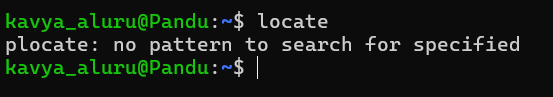 kavya_aluru@Pandu:~$ locate
plocate: no pattern to search for specified
kavya_aluru@Pandu:~$